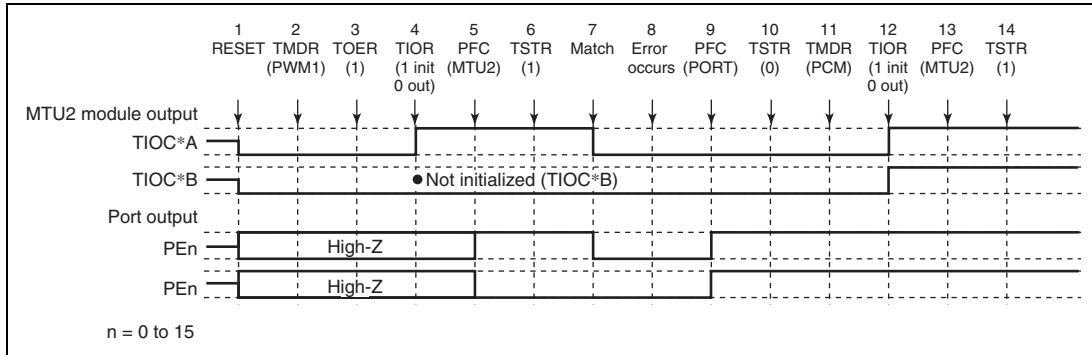 1 2 3 4 5 6 7 8 9 10 11 12 13 14
RESET TMDR TOER TIOR PFC TSTR Match Error PFC TSTR TMDR TIOR PFC TSTR
(PWM1) (1) (1 init (MTU2) (1) occurs (PORT) (0) (PCM) (1 init (MTU2) (1)
0 out) 0 out)
MTU2 module output
TIOC*A
TIOC*B
Not initialized (TIOC*B)
Port output
PEn
High-Z
PEn
High-Z
n = 0 to 15